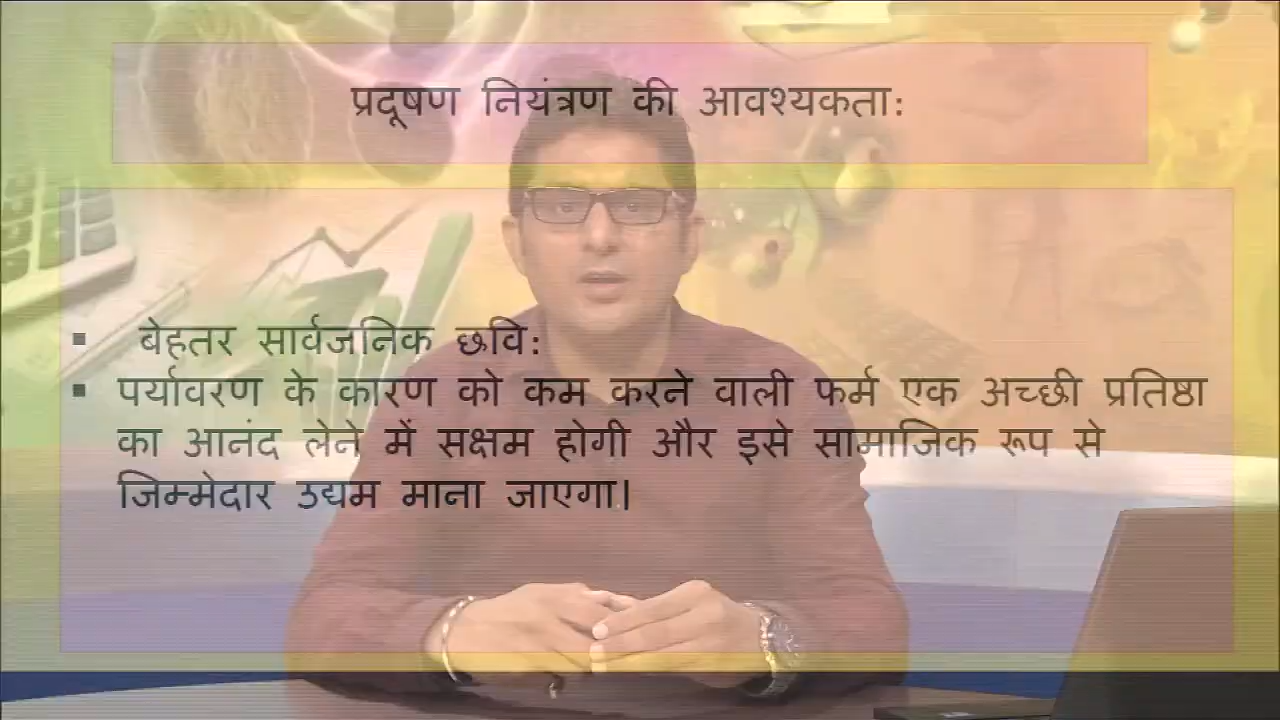 प्रदूषण नियंत्रण की आवश्यकता:
▪ बेहतर सार्वजनिक छवि:
▪ पर्यावरण के कारण को कम करने वाली फर्म एक अच्छी प्रतिष्ठा
का आनंद लेने में सक्षम होगी और इसे सामाजिक रूप से
जिम्मेदार उद्यम माना जाएगा।